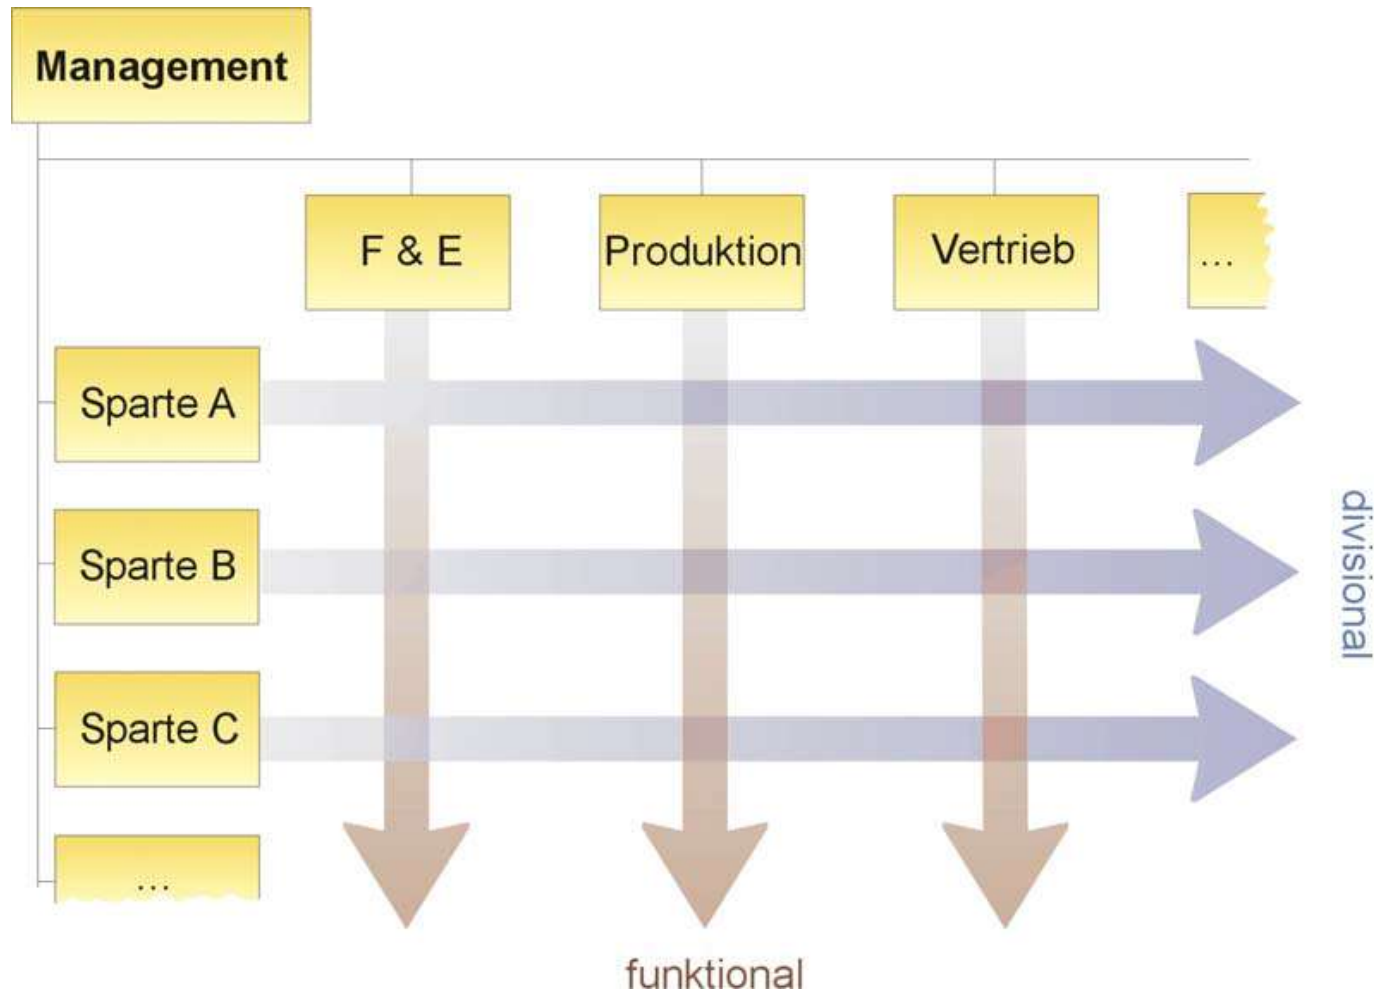 Management
F & E
Produktion
Vertrieb
...
Sparte A
Sparte B
Sparte C
...
divisional
funktional